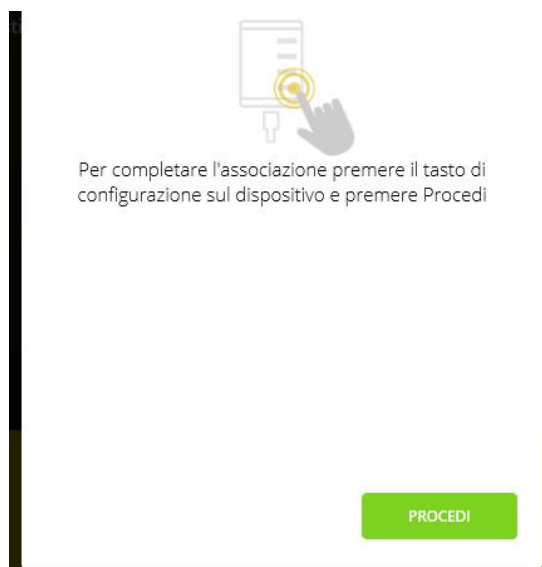 Per completare l'associazione premere il tasto di
configurazione sul dispositivo e premere Procedi
PROCEDI